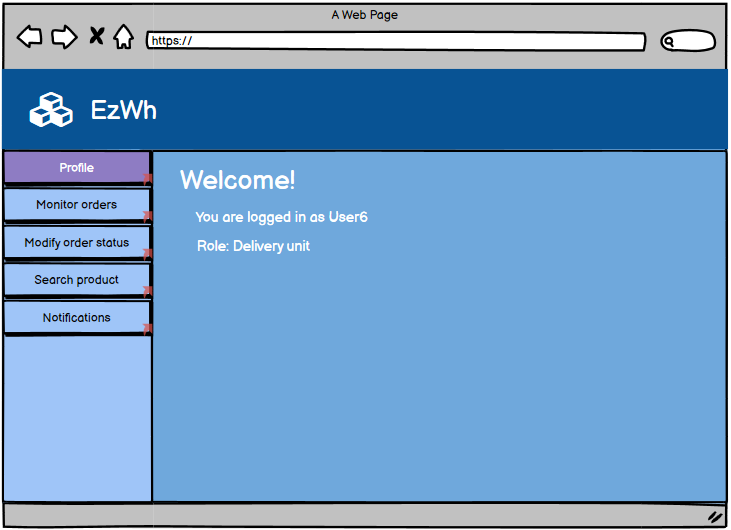 A Web Page
https://
EzWh
Profile
Monitor orders
Modify order status
Search product
Notifications
Welcome!
You are logged in as User6
Role: Delivery unit